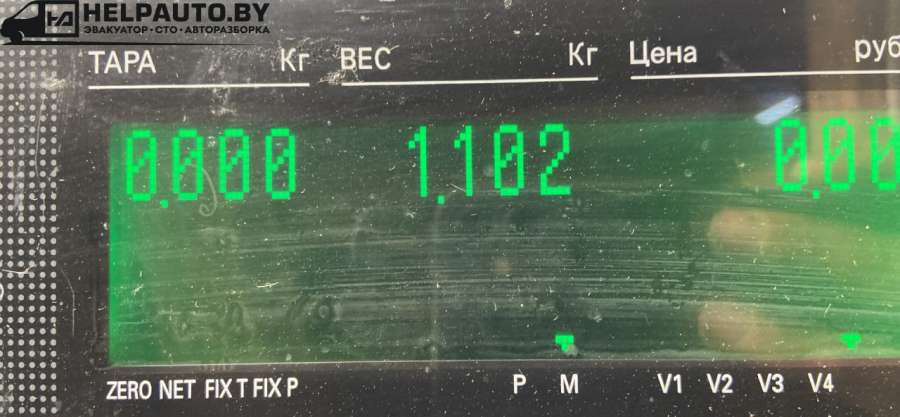 HELPAUTO.BY
ЭВАКУАТОР • СТО • АВТОРАЗБОРКА
ТАРА Кг ВЕС Кг Цена руб
0.000 1.102 0.00
ZERO NET FIX T FIX P P M V1 V2 V3 V4